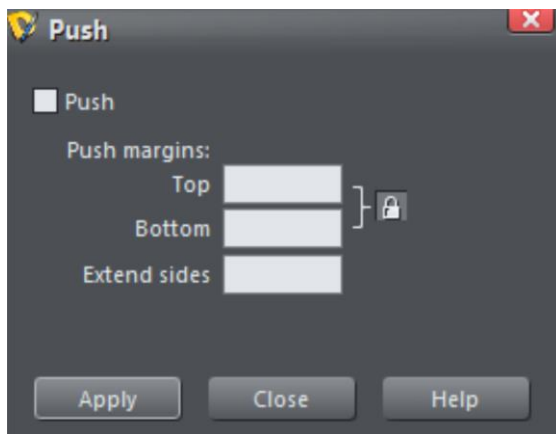 Push
Push
Push margins:
Top
Bottom
Extend sides
Apply Close Help